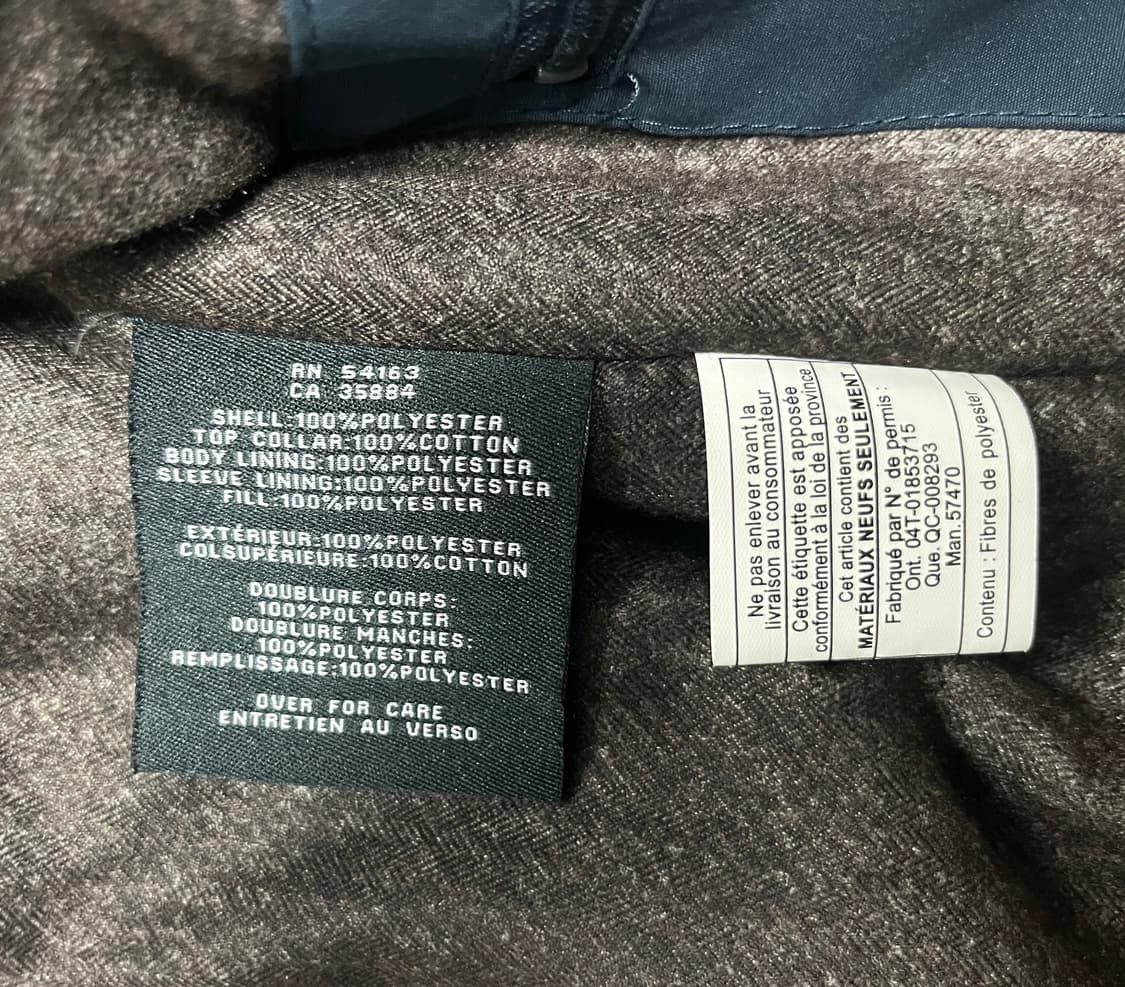 RN 54163
CA 35884
SHELL:100%POLYESTER
TOP COLLAR:100%COTTON
BODY LINING:100%POLYESTER
SLEEVE LINING:100%POLYESTER
FILL:100%POLYESTER
EXTÉRIEUR:100%POLYESTER
COLSUPÉRIEURE:100%COTTON
DOUBLURE CORPS:
100%POLYESTER
DOUBLURE MANCHES:
100%POLYESTER
REMPLISSAGE:100%POLYESTER
OVER FOR CARE
ENTRETIEN AU VERSO
Ne pas enlever avant la
livraison au consommateur
Cette étiquette est apposée
conformément à la loi de la province
Cet article contient des
MATÉRIAUX NEUFS SEULEMENT
Fabriqué par N° de permis :
Ont. 04T-01853715
Que. QC-008293
Man. 57470
Contenu : Fibres de polyester